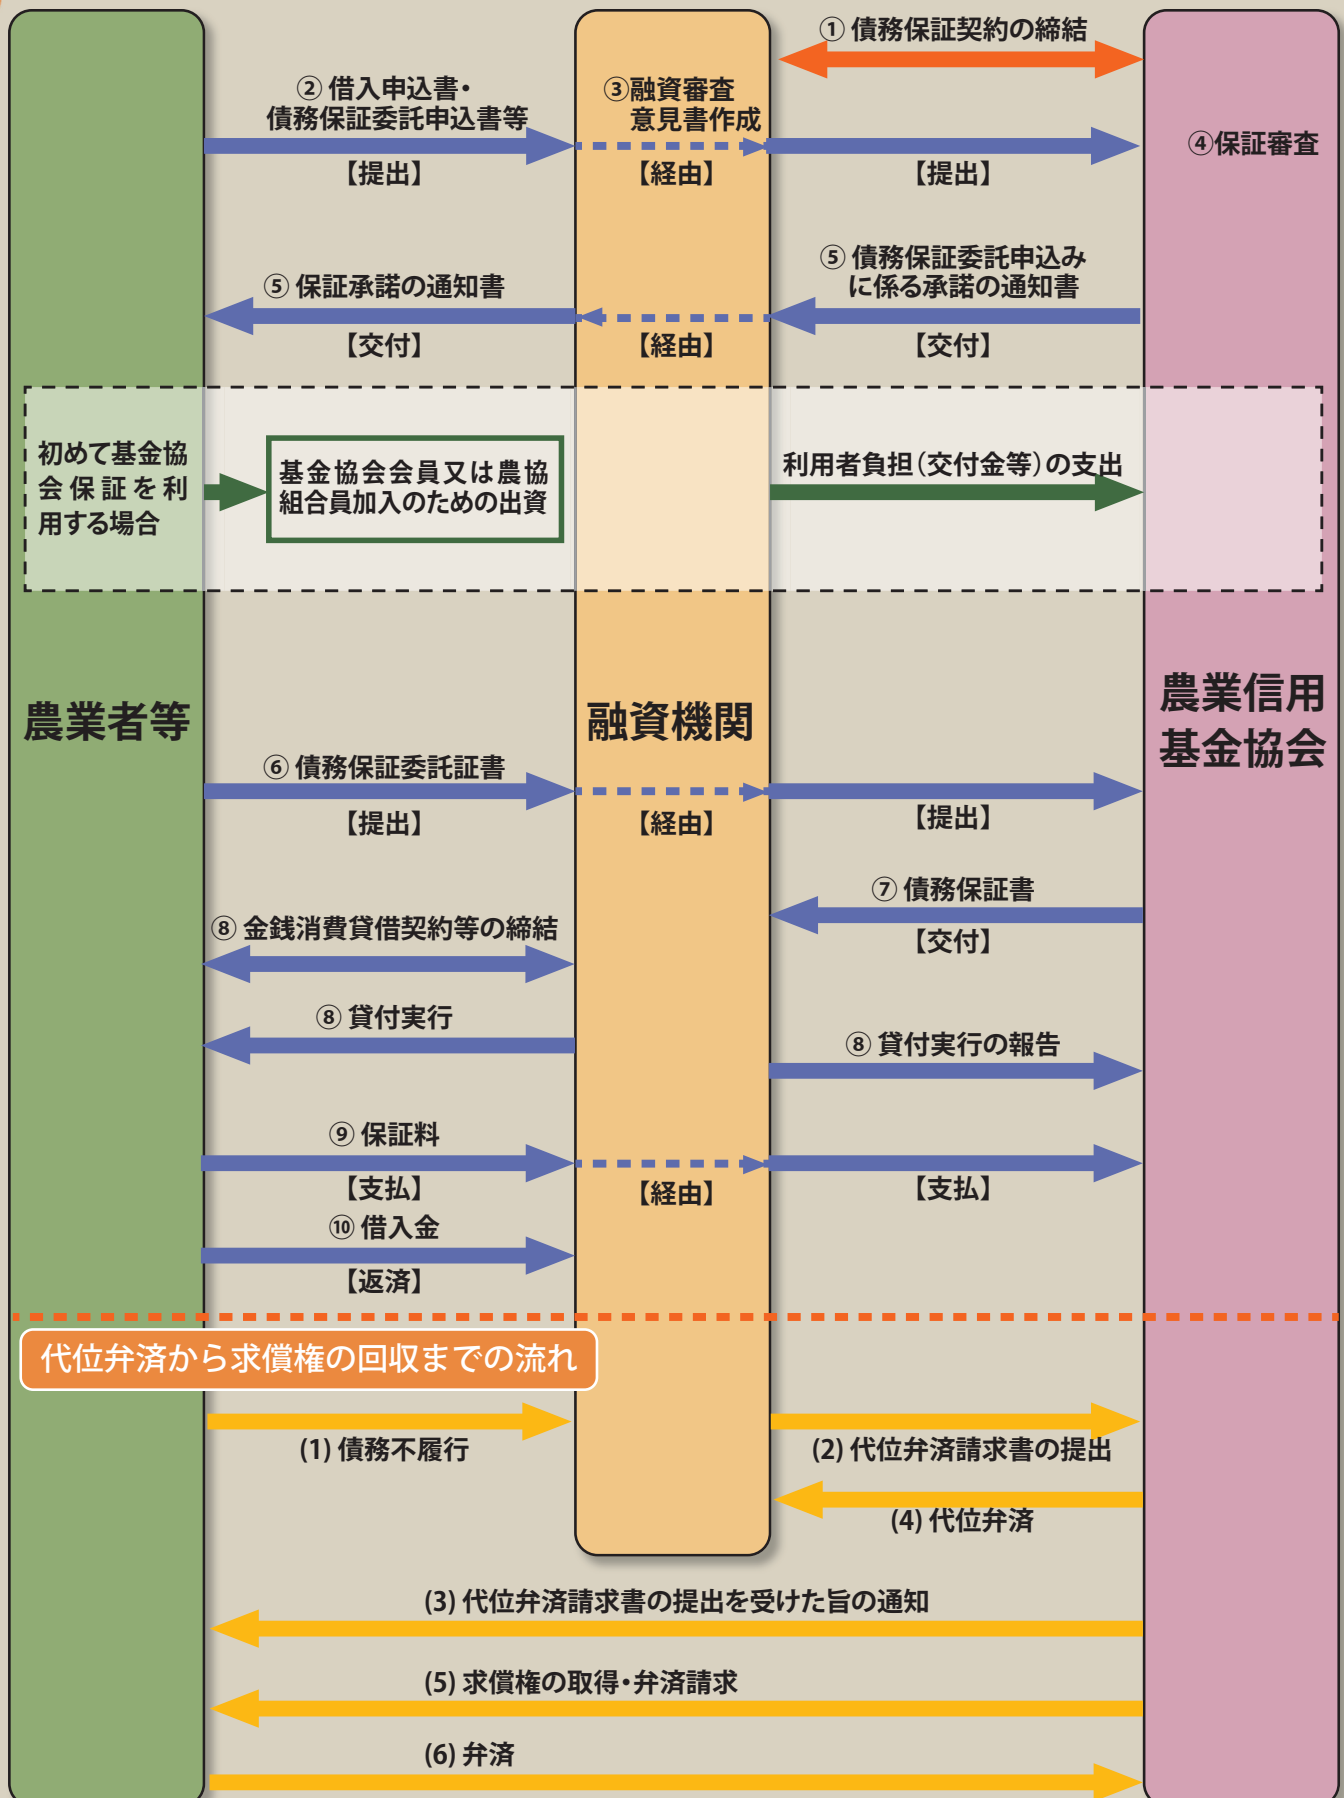 ① 債務保証契約の締結
② 借入申込書・
債務保証委託申込書等
【提出】
③融資審査
意見書作成
【経由】
【提出】
④保証審査
⑤ 債務保証委託申込み
に係る承諾の通知書
【交付】
【経由】
⑤ 保証承諾の通知書
【交付】
初めて基金協
会保証を利
用する場合
基金協会会員又は農協
組合員加入のための出資
利用者負担（交付金等）の支出
農業者等
融資機関
農業信用
基金協会
⑥ 債務保証委託証書
【提出】
【経由】
【提出】
⑦ 債務保証書
【交付】
⑧ 金銭消費貸借契約等の締結
⑧ 貸付実行
⑧ 貸付実行の報告
⑨ 保証料
【支払】
【経由】
【支払】
⑩ 借入金
【返済】
代位弁済から求償権の回収までの流れ
(1) 債務不履行
(2) 代位弁済請求書の提出
(4) 代位弁済
(3) 代位弁済請求書の提出を受けた旨の通知
(5) 求償権の取得・弁済請求
(6) 弁済